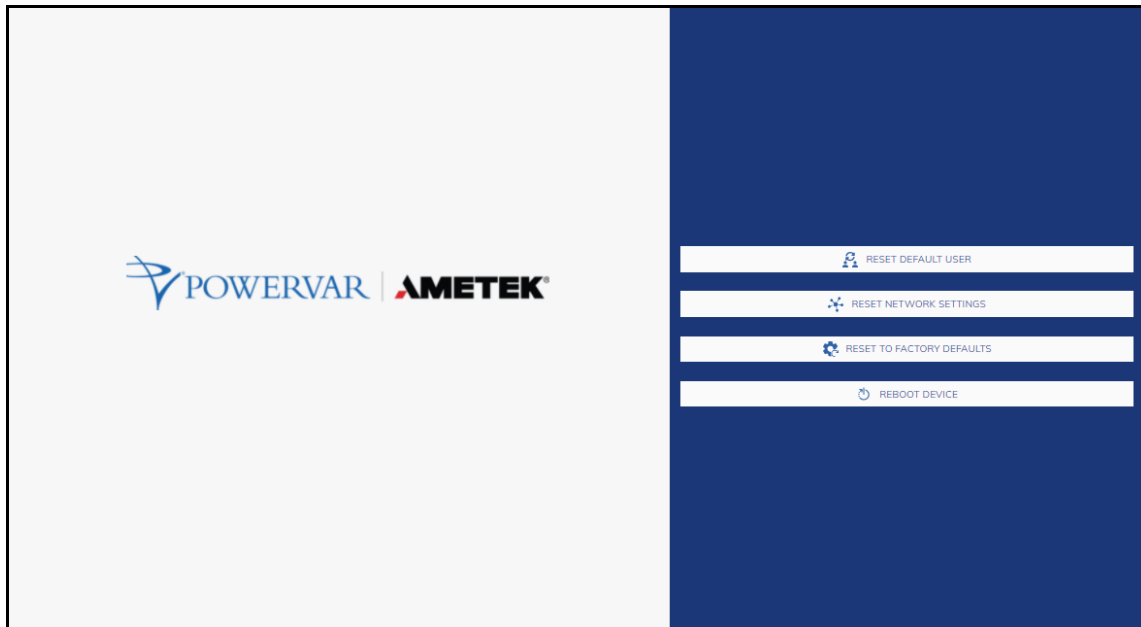 POWERVAR AMETEK®
RESET DEFAULT USER
RESET NETWORK SETTINGS
RESET TO FACTORY DEFAULTS
REBOOT DEVICE